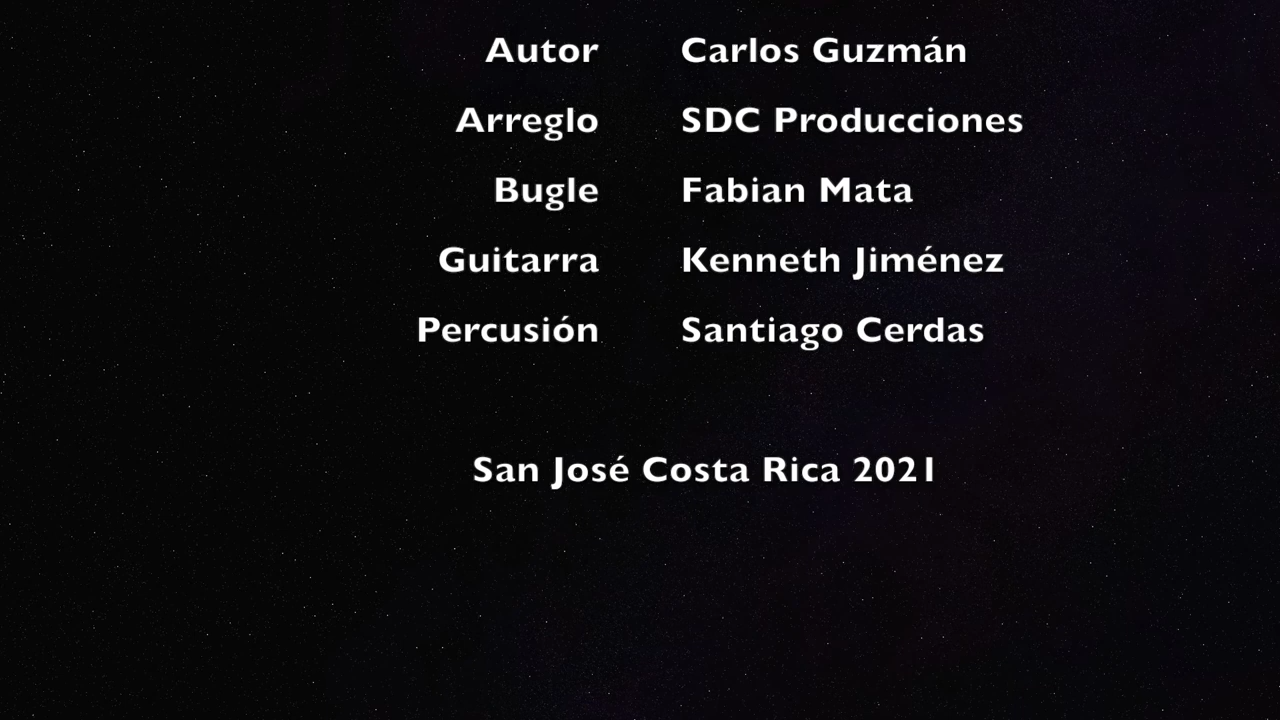 Autor Carlos Guzmán
Arreglo SDC Producciones
Bugle Fabian Mata
Guitarra Kenneth Jiménez
Percusión Santiago Cerdas
San José Costa Rica 2021